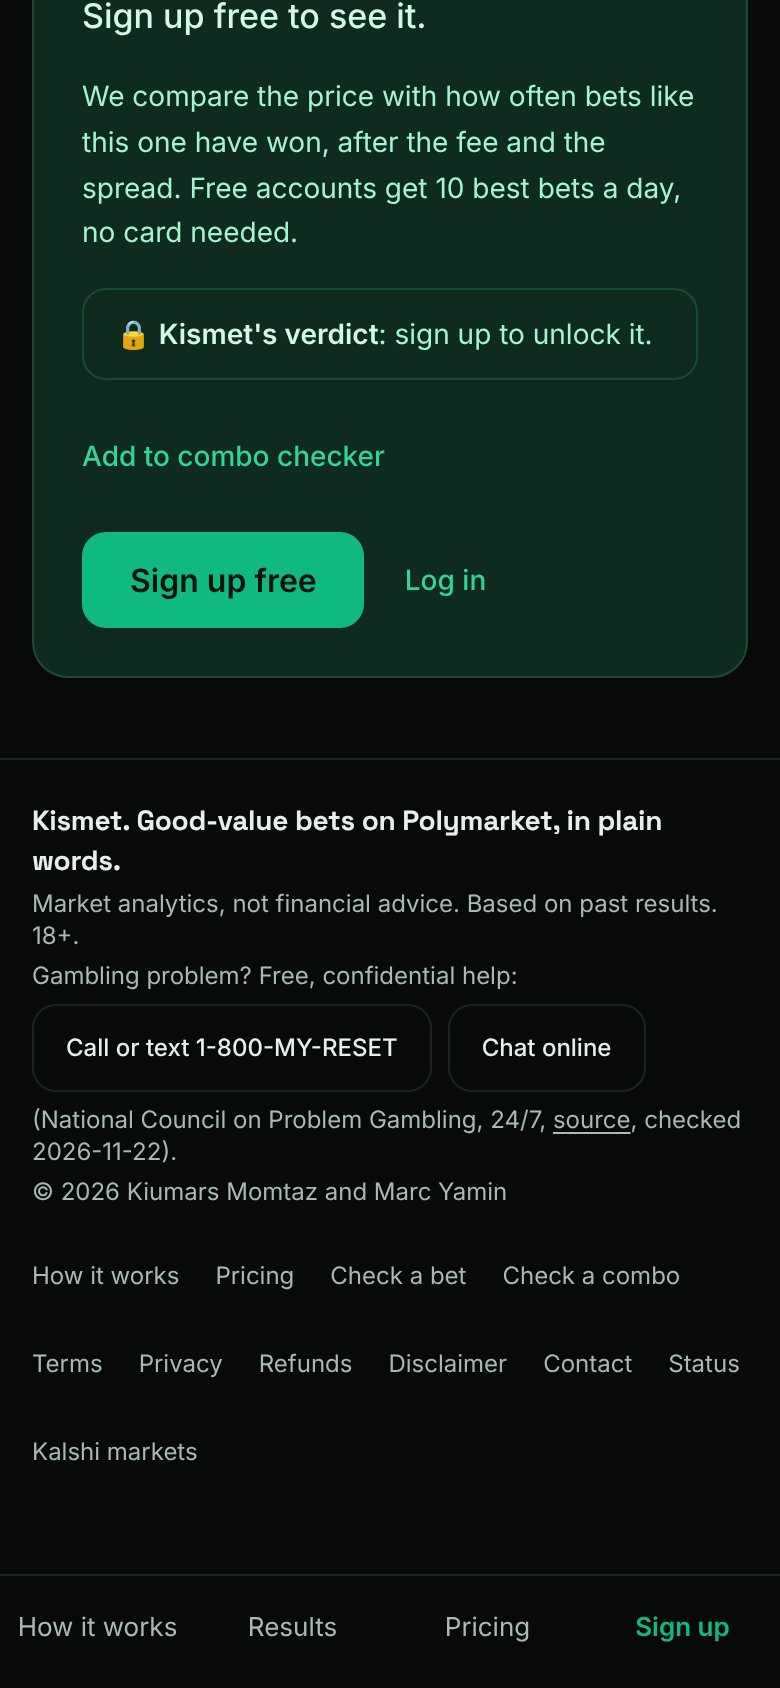 Sign up free to see it.
We compare the price with how often bets like
this one have won, after the fee and the
spread. Free accounts get 10 best bets a day,
no card needed.
🔒 Kismet's verdict: sign up to unlock it.
Add to combo checker
Sign up free Log in
Kismet. Good-value bets on Polymarket, in plain
words.
Market analytics, not financial advice. Based on past results.
18+.
Gambling problem? Free, confidential help:
Call or text 1-800-MY-RESET Chat online
(National Council on Problem Gambling, 24/7, source, checked
2026-11-22).
© 2026 Kiumars Momtaz and Marc Yamin
How it works Pricing Check a bet Check a combo
Terms Privacy Refunds Disclaimer Contact Status
Kalshi markets
How it works Results Pricing Sign up